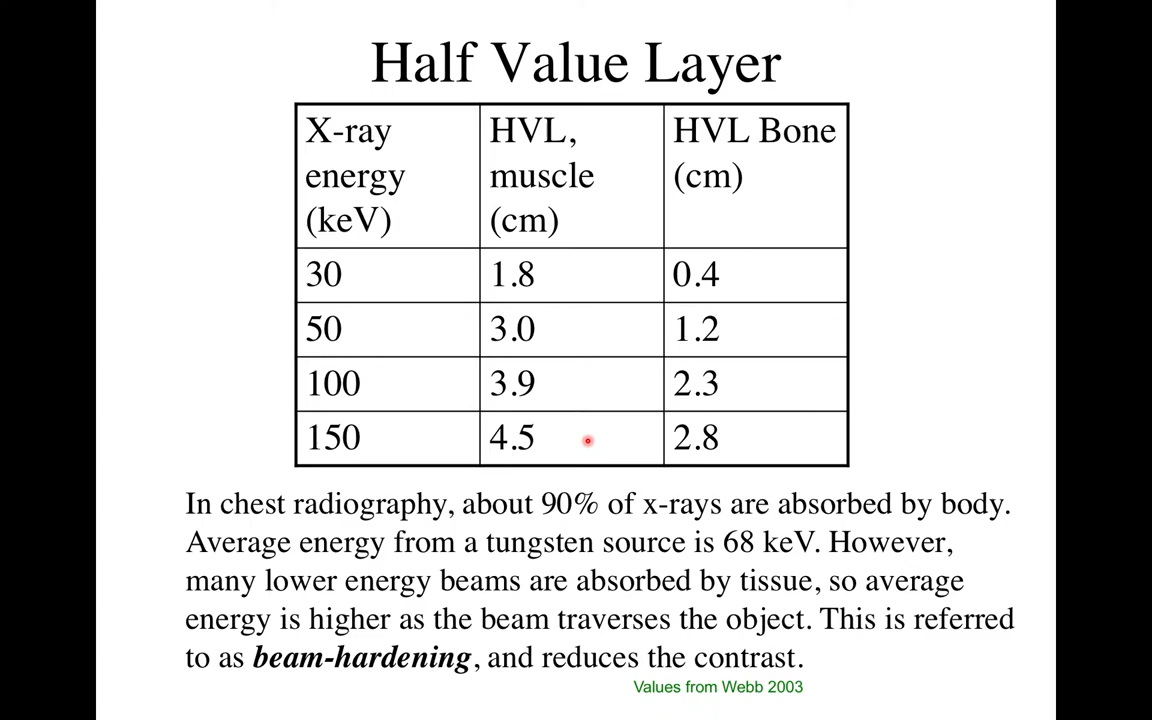 Half Value Layer
X-ray
energy
(keV)
HVL,
muscle
(cm)
HVL Bone
(cm)
30 1.8 0.4
50 3.0 1.2
100 3.9 2.3
150 4.5 2.8
In chest radiography, about 90% of x-rays are absorbed by body.
Average energy from a tungsten source is 68 keV. However,
many lower energy beams are absorbed by tissue, so average
energy is higher as the beam traverses the object. This is referred
to as beam-hardening, and reduces the contrast.
Values from Webb 2003